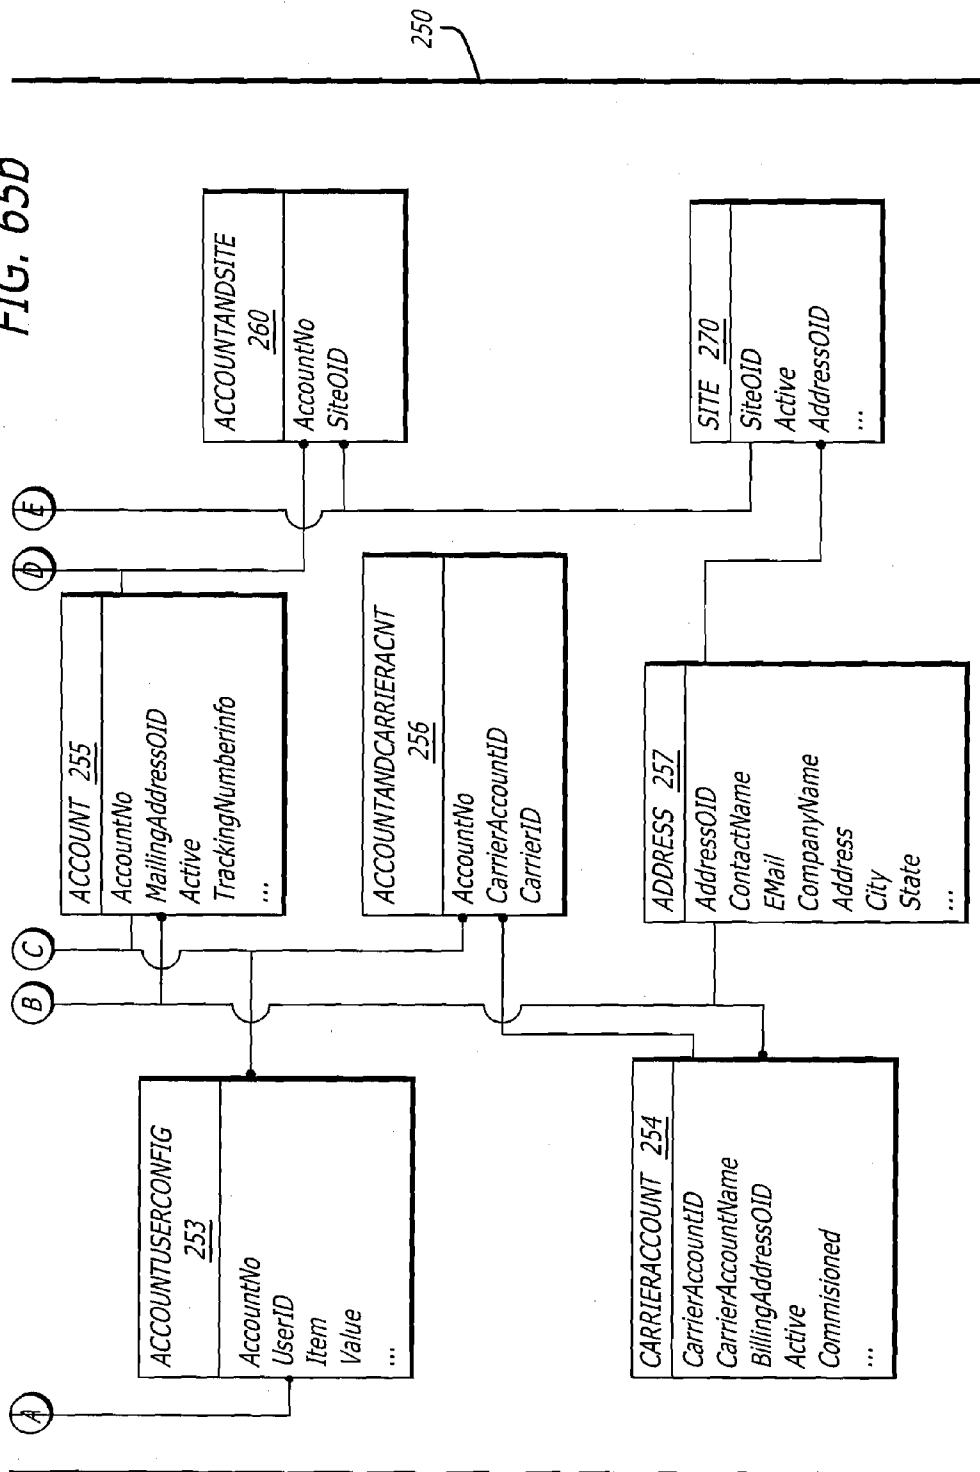 FIG. 65b
A
B
C
D
E
ACCOUNTUSERCONFIG
253
AccountNo
UserID
Item
Value
...
CARRIERACCOUNT 254
CarrierAccountID
CarrierAccountName
BillingAddressOID
Active
Commisioned
...
ACCOUNT 255
AccountNo
MailingAddressOID
Active
TrackingNumberinfo
...
ACCOUNTANDCARRIERACNT
256
AccountNo
CarrierAccountID
CarrierID
ADDRESS 257
AddressOID
ContactName
EMail
CompanyName
Address
City
State
...
ACCOUNTANDSITE
260
AccountNo
SiteOID
SITE 270
SiteOID
Active
AddressOID
...
250